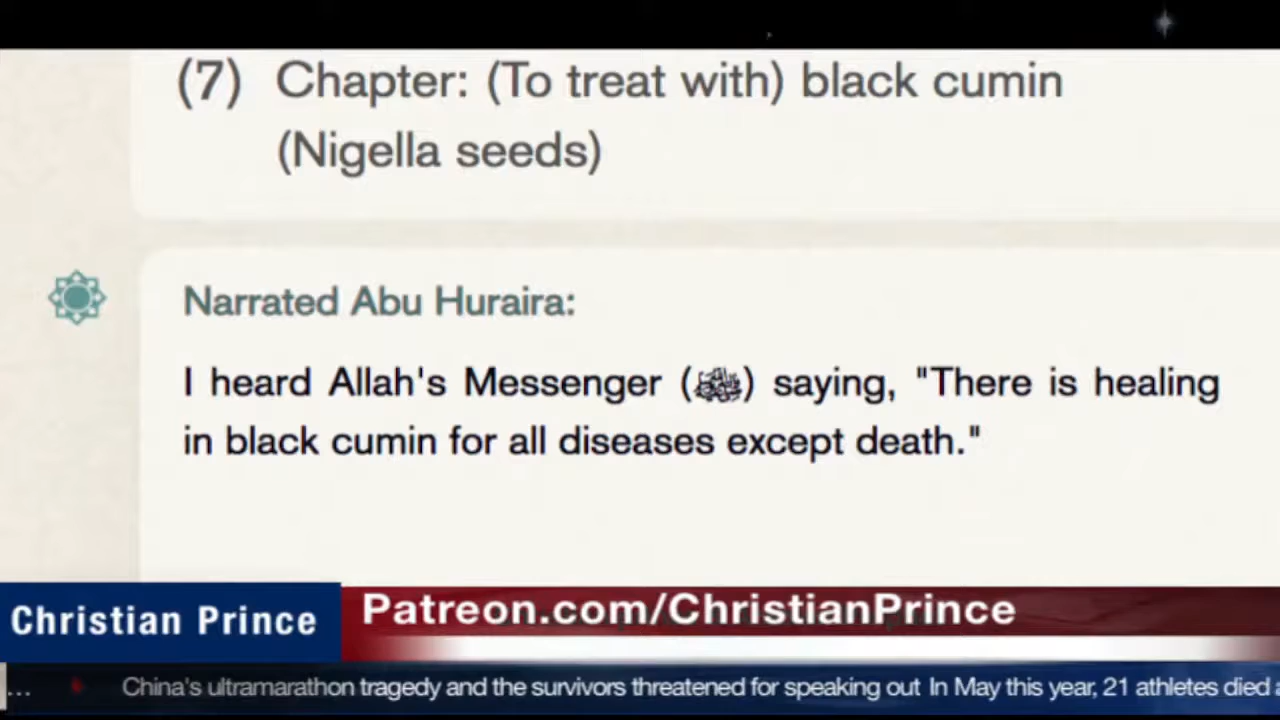 (7) Chapter: (To treat with) black cumin
(Nigella seeds)
Narrated Abu Huraira:
I heard Allah's Messenger (ﷺ) saying, "There is healing
in black cumin for all diseases except death."
Christian Prince
Patreon.com/ChristianPrince
... China's ultramarathon tragedy and the survivors threatened for speaking out In May this year, 21 athletes died